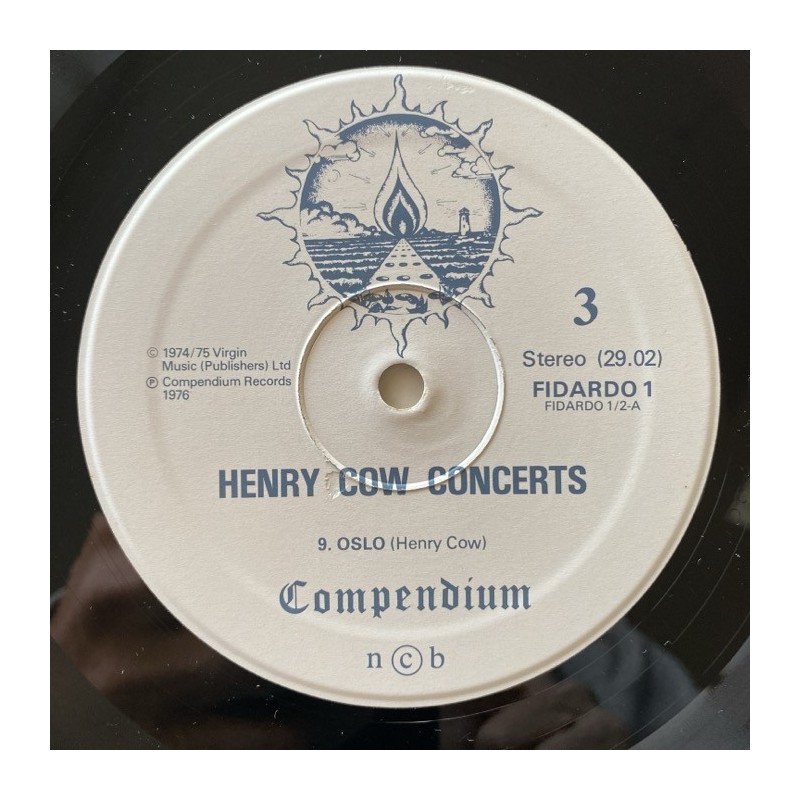 3
Stereo (29.02)
FIDARDO 1
FIDARDO 1/2-A
© 1974/75 Virgin
Music (Publishers) Ltd
℗ Compendium Records
1976
HENRY COW CONCERTS
9. OSLO (Henry Cow)
Compendium
n©b